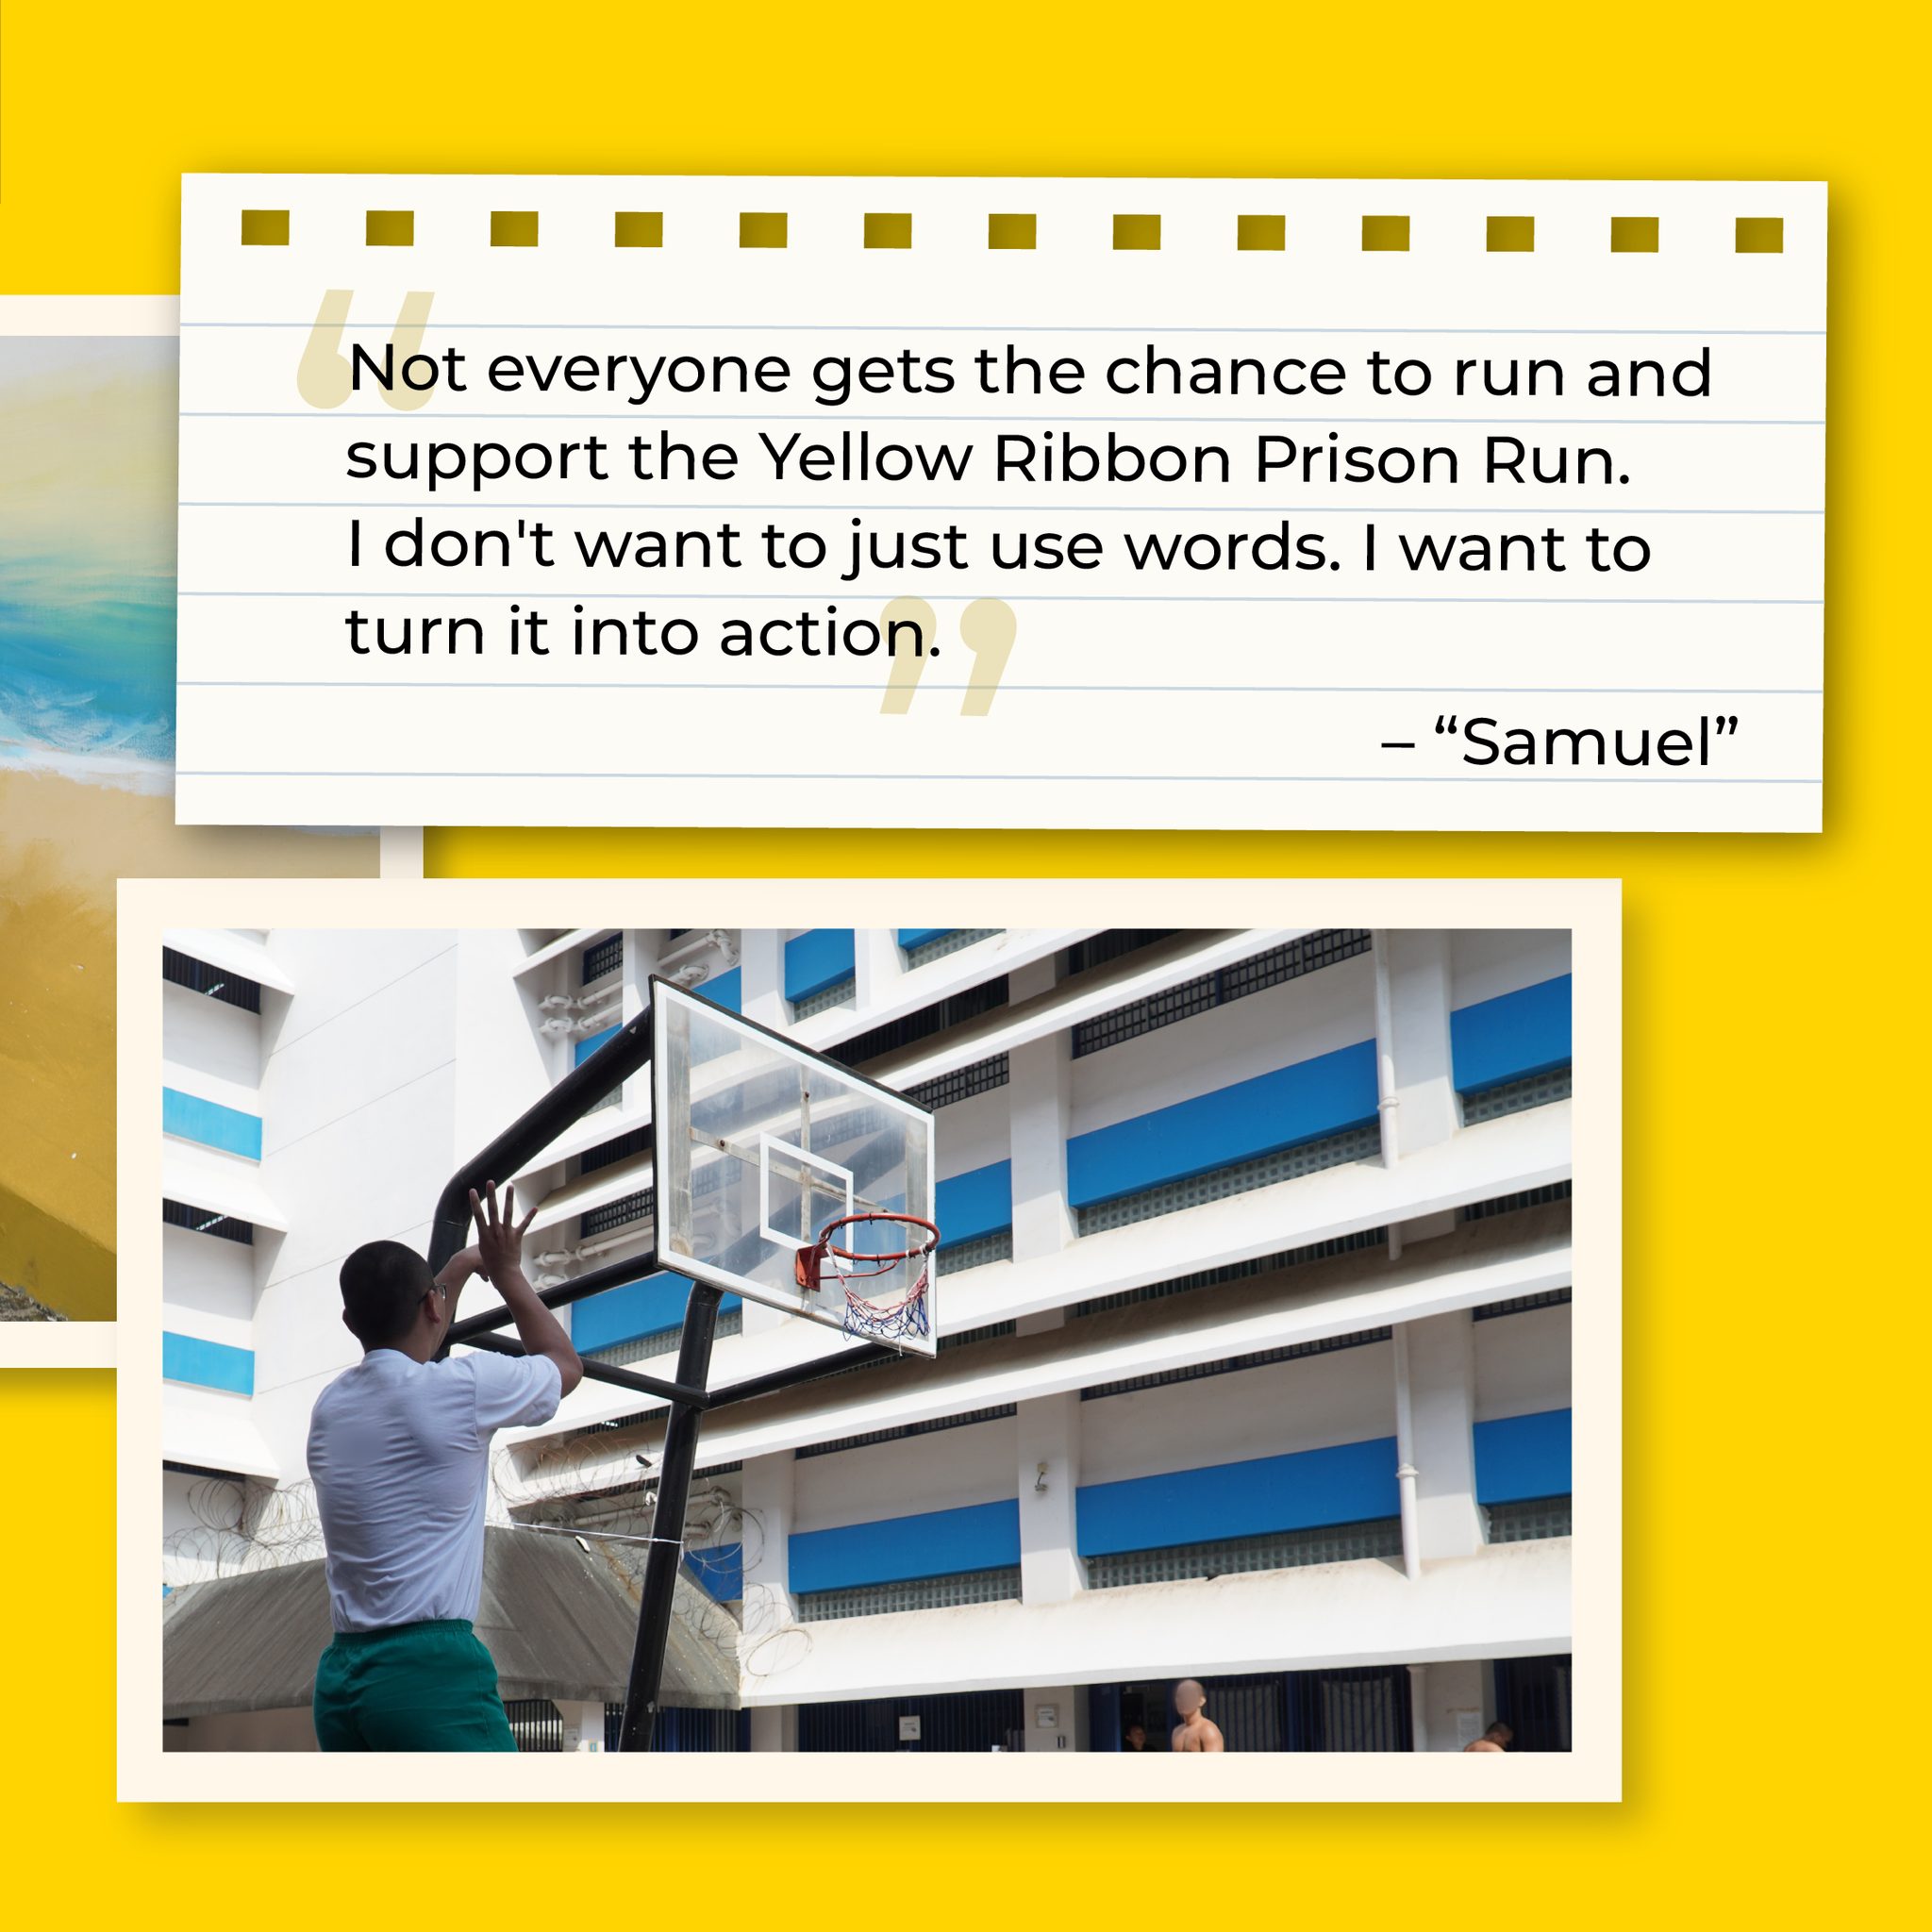 “Not everyone gets the chance to run and
support the Yellow Ribbon Prison Run.
I don't want to just use words. I want to
turn it into action.”
– “Samuel”